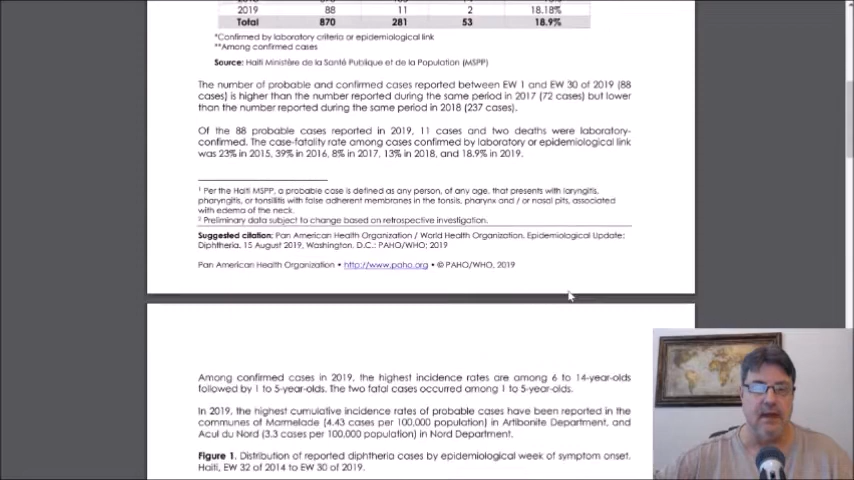 2019 88 11 2 18.18%
Total 870 281 53 18.9%
*Confirmed by laboratory criteria or epidemiological link
**Among confirmed cases
Source: Haiti Ministère de la Santé Publique et de la Population (MSPP)
The number of probable and confirmed cases reported between EW 1 and EW 30 of 2019 (88
cases) is higher than the number reported during the same period in 2017 (72 cases) but lower
than the number reported during the same period in 2018 (237 cases).
Of the 88 probable cases reported in 2019, 11 cases and two deaths were laboratory-
confirmed. The case-fatality rate among cases confirmed by laboratory or epidemiological link
was 23% in 2015, 39% in 2016, 8% in 2017, 13% in 2018, and 18.9% in 2019.
1 Per the Haiti MSPP, a probable case is defined as any person, of any age, that presents with laryngitis,
pharyngitis, or tonsillitis with false adherent membranes in the tonsils, pharynx and / or nasal pits, associated
with edema of the neck.
2 Preliminary data subject to change based on retrospective investigation.
Suggested citation: Pan American Health Organization / World Health Organization. Epidemiological Update:
Diphtheria. 15 August 2019, Washington, D.C.: PAHO/WHO; 2019
Pan American Health Organization • http://www.paho.org • © PAHO/WHO, 2019
Among confirmed cases in 2019, the highest incidence rates are among 6 to 14-year-olds
followed by 1 to 5-year-olds. The two fatal cases occurred among 1 to 5-year-olds.
In 2019, the highest cumulative incidence rates of probable cases have been reported in the
communes of Marmelade (4.43 cases per 100,000 population) in Artibonite Department, and
Acul du Nord (3.3 cases per 100,000 population) in Nord Department.
Figure 1. Distribution of reported diphtheria cases by epidemiological week of symptom onset.
Haiti, EW 32 of 2014 to EW 30 of 2019.